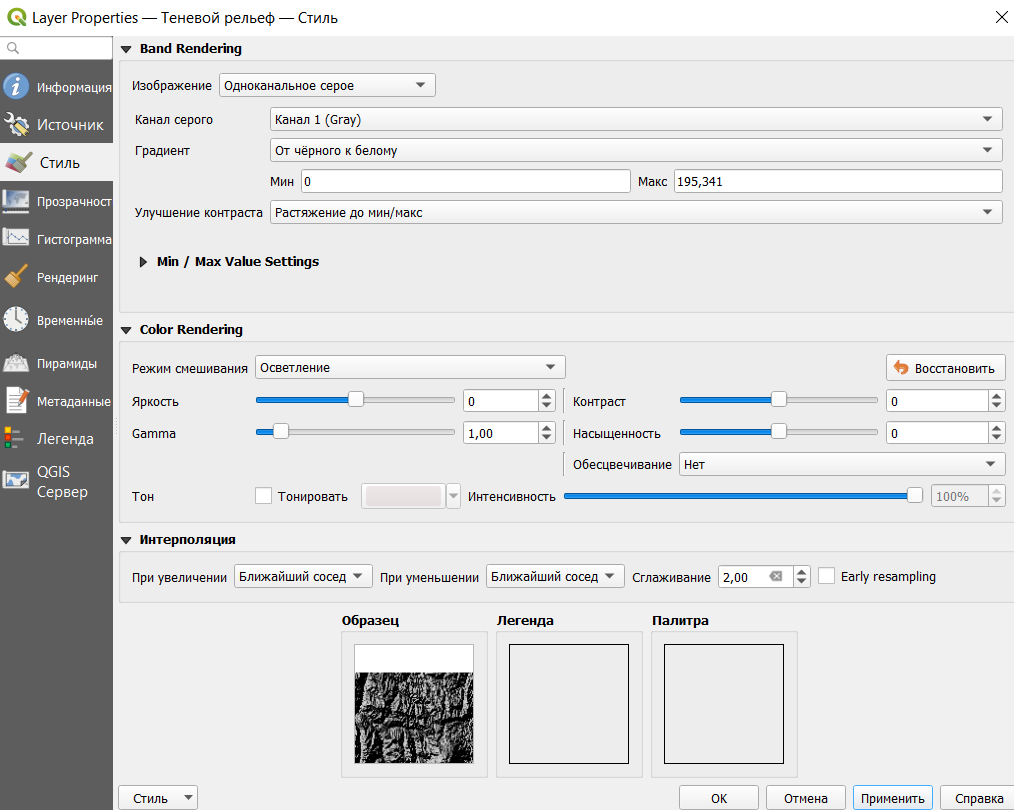 Layer Properties — Теневой рельеф — Стиль
Информация
Источник
Стиль
Прозрачност
Гистограмма
Рендеринг
Временны́е
Пирамиды
Метаданные
Легенда
QGIS
Сервер
Band Rendering
Изображение Одноканальное серое
Канал серого Канал 1 (Gray)
Градиент От чёрного к белому
Мин 0 Макс 195,341
Улучшение контраста Растяжение до мин/макс
Min / Max Value Settings
Color Rendering
Режим смешивания Осветление Восстановить
Яркость 0 Контраст 0
Gamma 1,00 Насыщенность 0
Обесцвечивание Нет
Тон Тонировать Интенсивность 100%
Интерполяция
При увеличении Ближайший сосед При уменьшении Ближайший сосед Сглаживание 2,00 Early resampling
Образец Легенда Палитра
Стиль OK Отмена Применить Справка